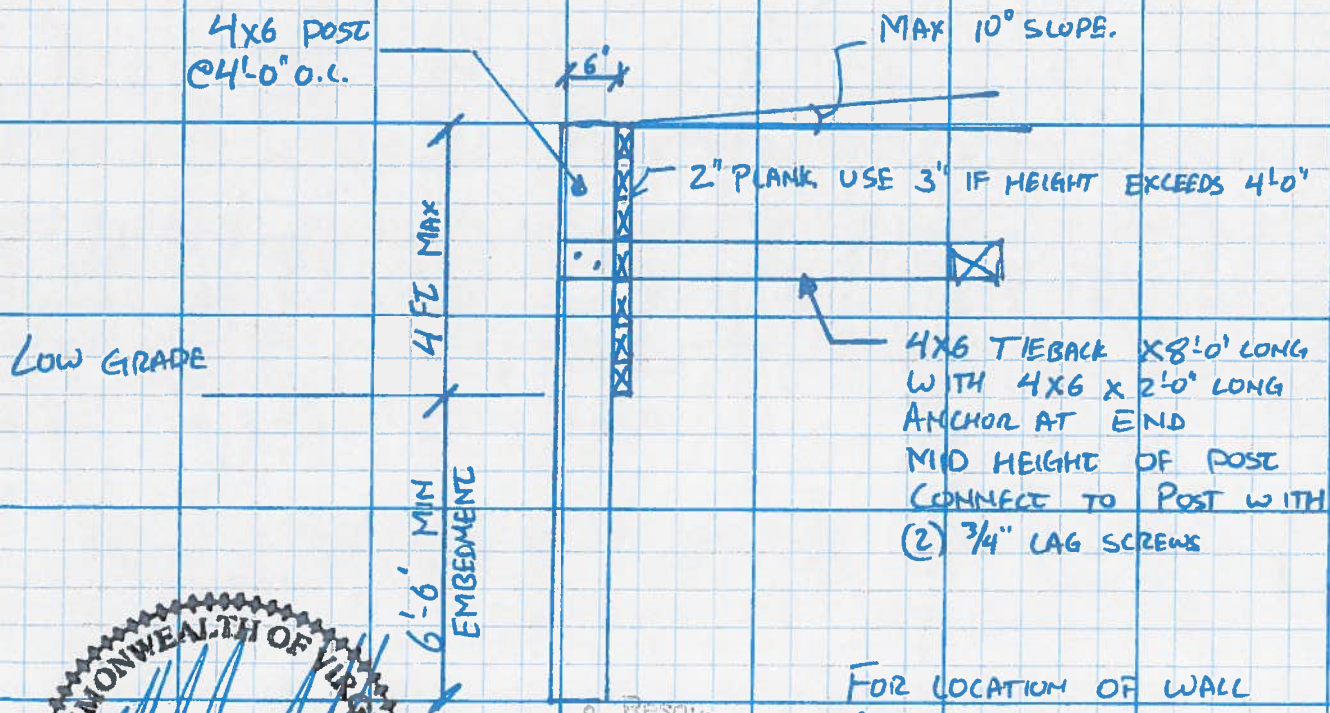 4X6 POST
@4'-0" O.C.
6"
MAX 10° SLOPE.
2" PLANK USE 3" IF HEIGHT EXCEEDS 4'-0"
4 FT MAX
LOW GRADE
4X6 TIEBACK X8'-0" LONG
WITH 4X6 X 2'-0" LONG
ANCHOR AT END
MID HEIGHT OF POST
CONNECT TO POST WITH
(2) 3/4" LAG SCREWS
6'-6" MIN
EMBEDMENT
FOR LOCATION OF WALL
MONWEALTH OF VIR